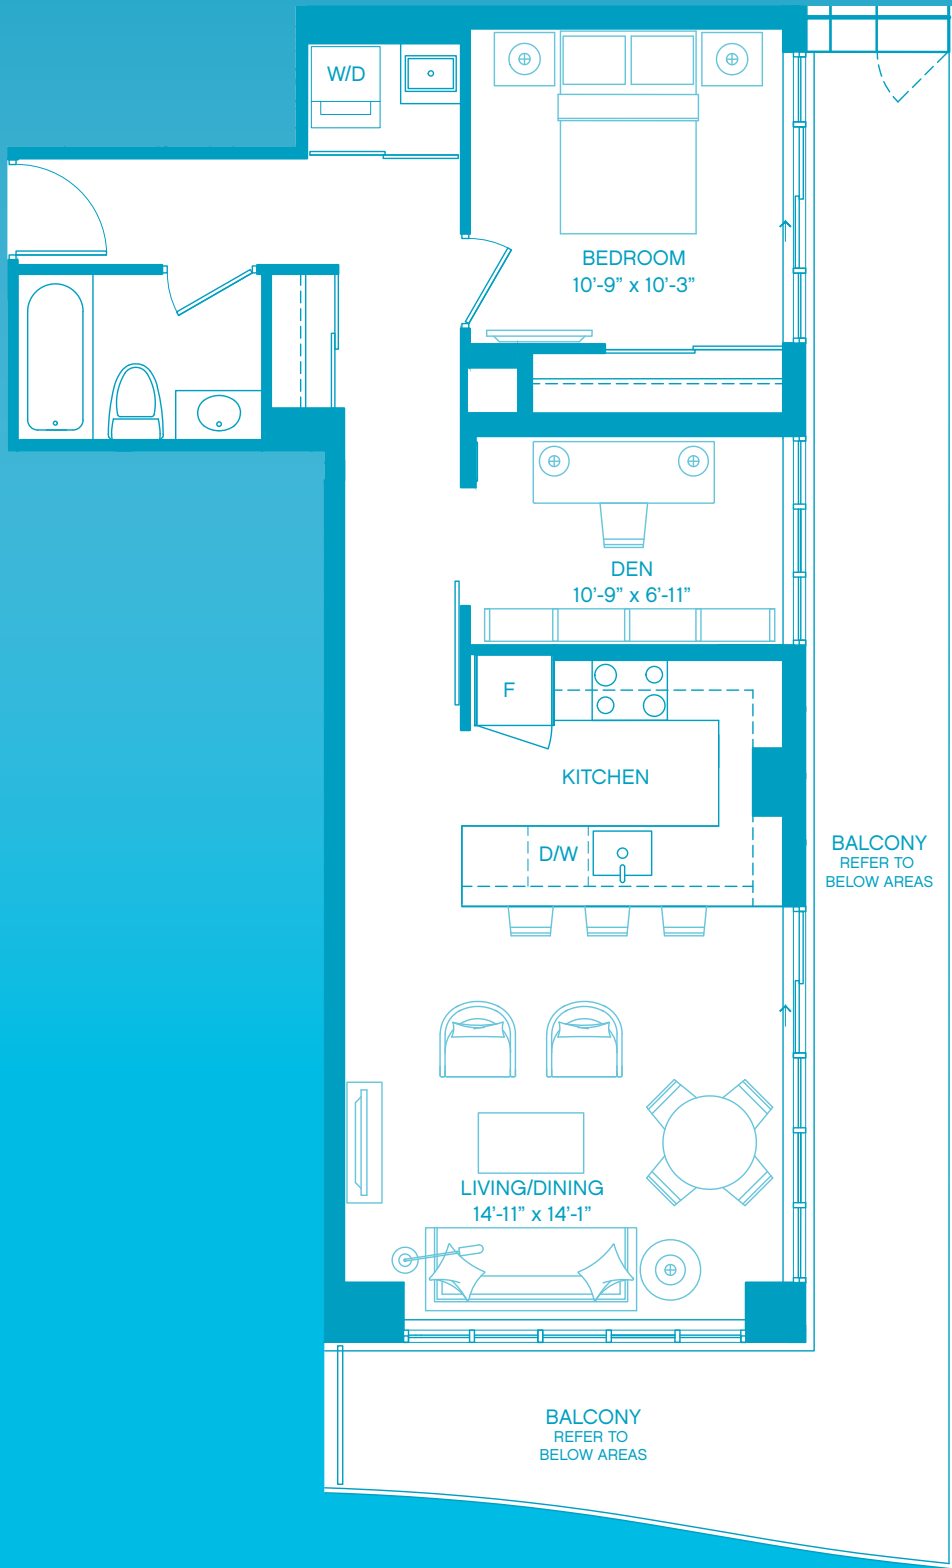 W/D
BEDROOM
10’-9” x 10’-3”
DEN
10’-9” x 6’-11”
F
KITCHEN
D/W
BALCONY
REFER TO
BELOW AREAS
LIVING/DINING
14’-11” x 14’-1”
BALCONY
REFER TO
BELOW AREAS